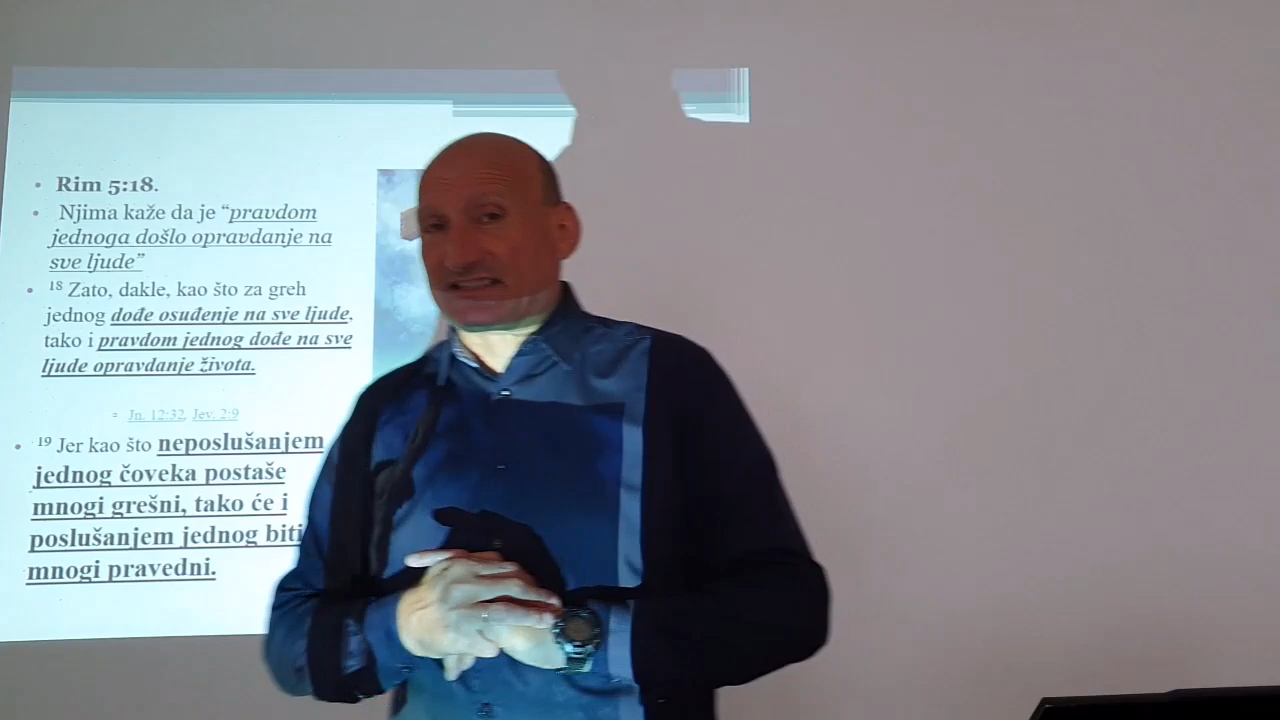 Rim 5:18.
Njima kaže da je “pravdom
jednoga došlo opravdanje na
sve ljude”
18 Zato, dakle, kao što za greh
jednog dođe osuđenje na sve ljude,
tako i pravdom jednog dođe na sve
ljude opravdanje života.
Jn. 12:32, Jev. 2:9
19 Jer kao što neposlušanjem
jednog čoveka postaše
mnogi grešni, tako će i
poslušanjem jednog biti
mnogi pravedni.